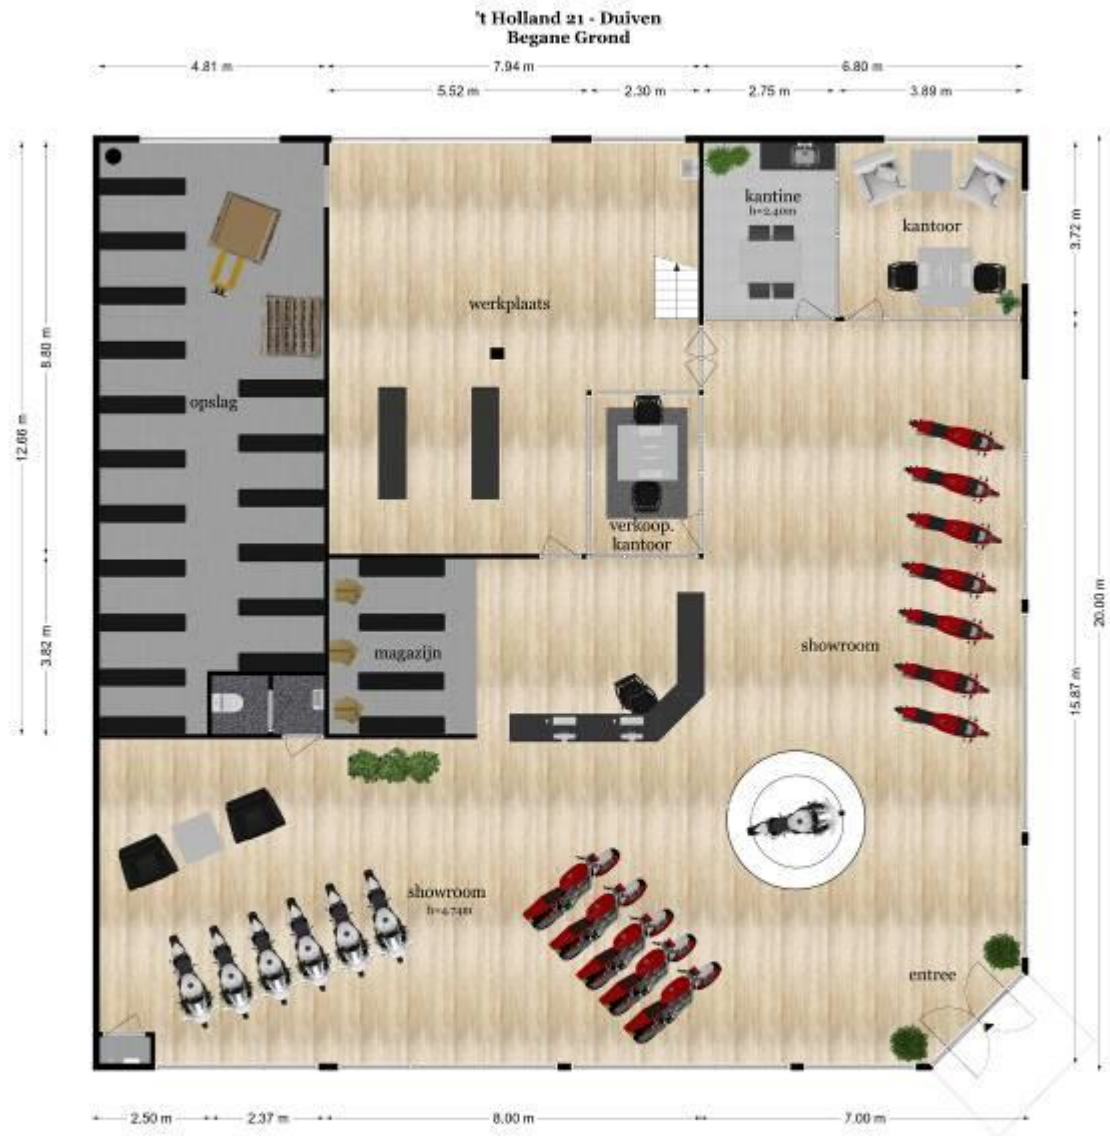 't Holland 21 - Duiven
Begane Grond
4.81 m
7.94 m
6.80 m
5.52 m
2.30 m
2.75 m
3.89 m
kantine
h=2.40m
kantoor
3.72 m
werkplaats
8.80 m
opslag
12.66 m
verkoop.
kantoor
20.00 m
showroom
magazijn
3.82 m
15.87 m
showroom
h=4.74m
entree
2.50 m
2.37 m
8.00 m
7.00 m